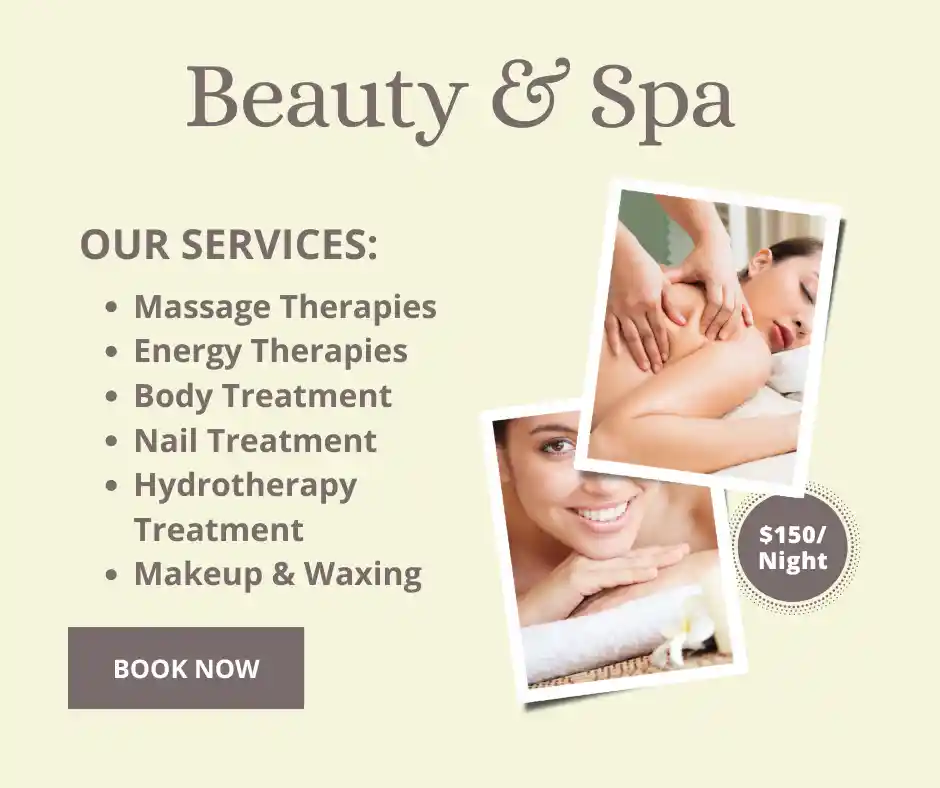 Beauty & Spa
OUR SERVICES:
• Massage Therapies
• Energy Therapies
• Body Treatment
• Nail Treatment
• Hydrotherapy
Treatment
• Makeup & Waxing
$150/
Night
BOOK NOW